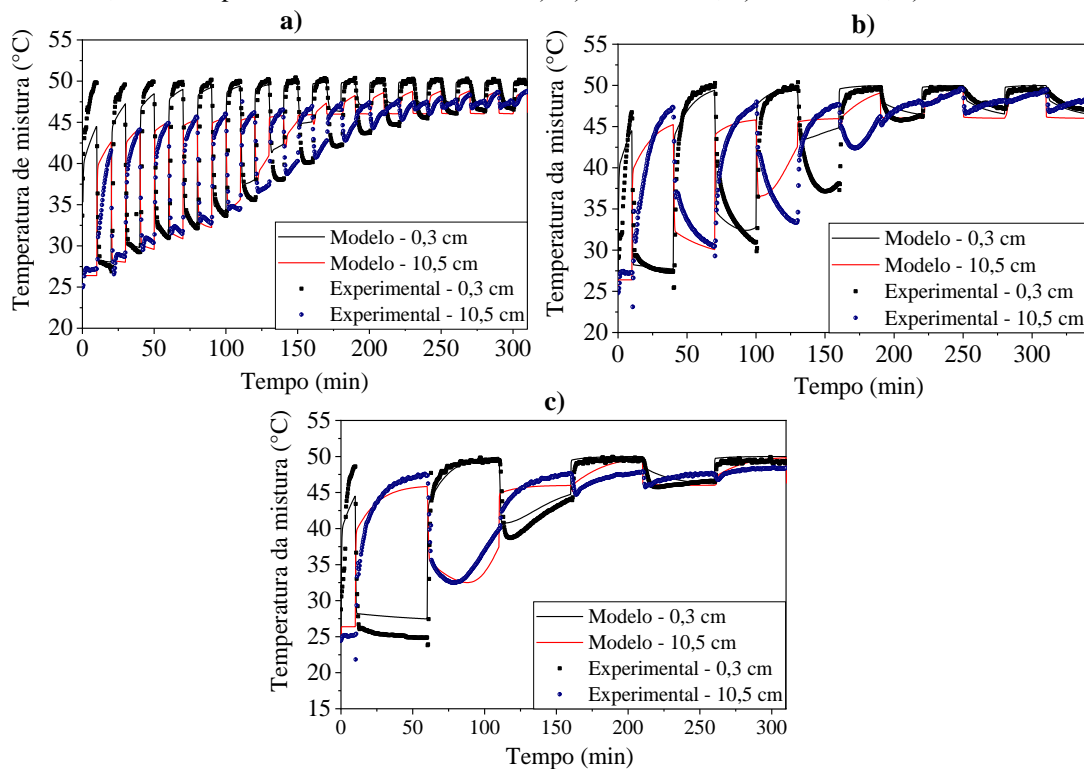 a)
Temperatura de mistura (°C)
55
50
45
40
35
30
25
20
0
50
100
150
200
250
300
Tempo (min)
Modelo - 0,3 cm
Modelo - 10,5 cm
Experimental - 0,3 cm
Experimental - 10,5 cm
b)
Temperatura da mistura (°C)
55
50
45
40
35
30
25
20
0
50
100
150
200
250
300
Tempo (min)
Modelo - 0,3 cm
Modelo - 10,5 cm
Experimental - 0,3 cm
Experimental - 10,5 cm
c)
Temperatura da mistura (°C)
55
50
45
40
35
30
25
20
15
0
50
100
150
200
250
300
Tempo (min)
Modelo - 0,3 cm
Modelo - 10,5 cm
Experimental - 0,3 cm
Experimental - 10,5 cm